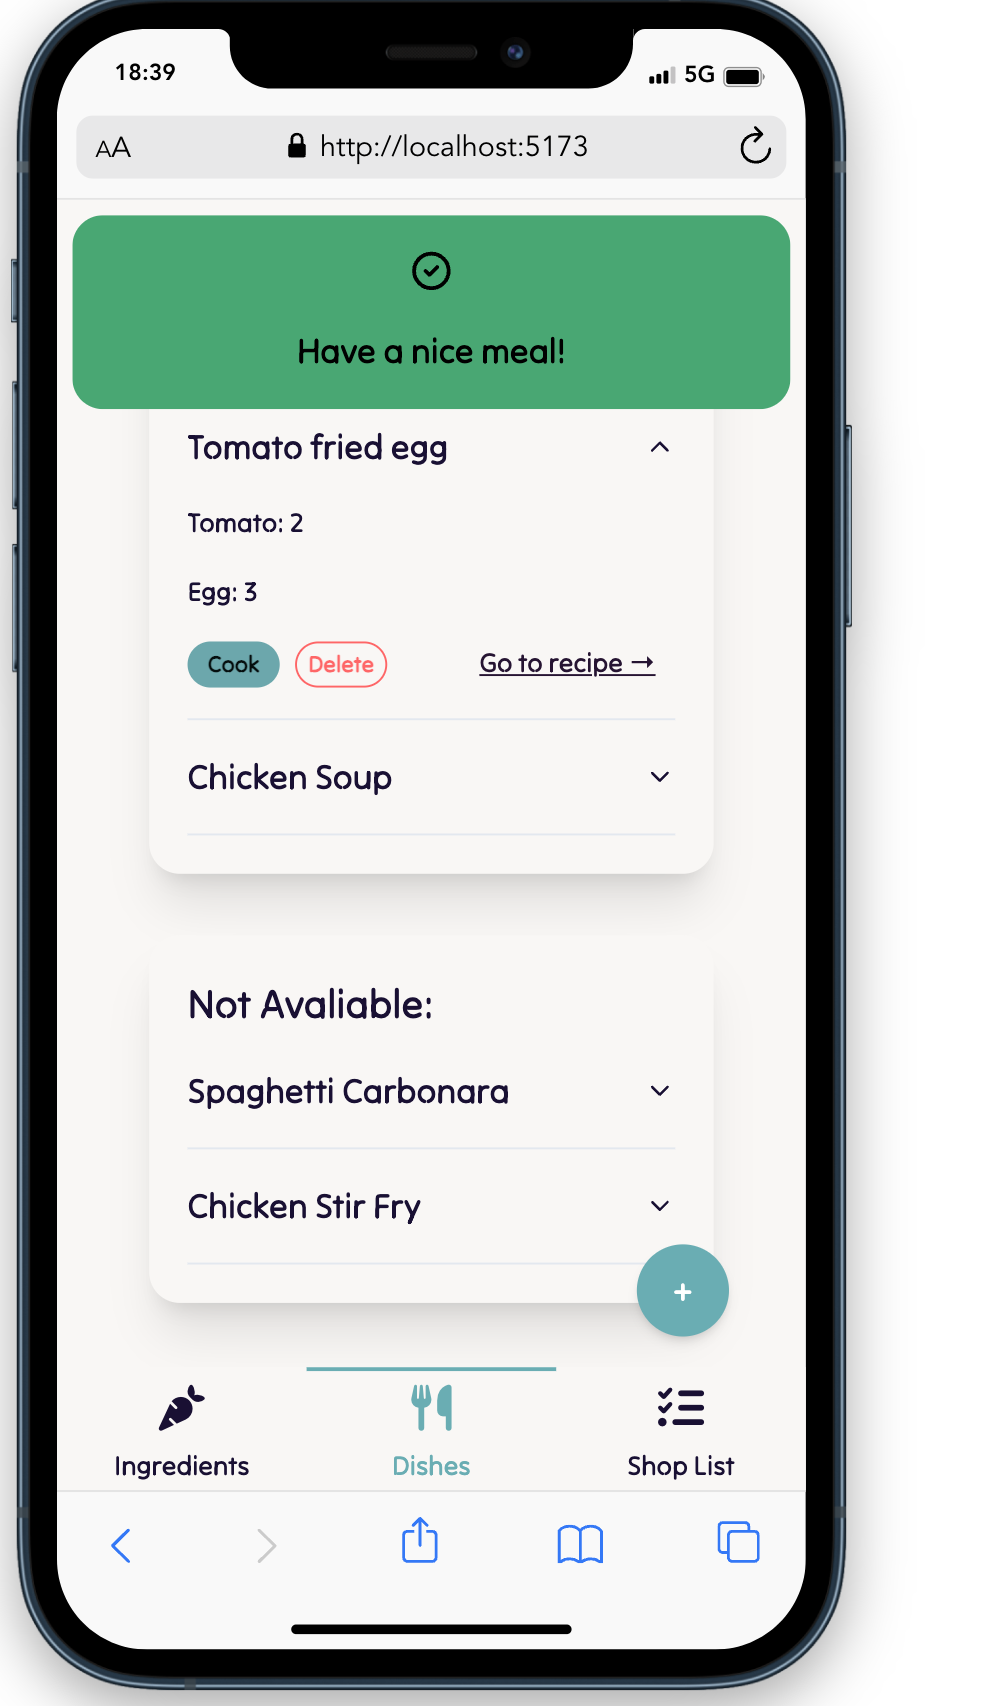 18:39
5G
AA http://localhost:5173
Have a nice meal!
Tomato fried egg
Tomato: 2
Egg: 3
Cook Delete Go to recipe →
Chicken Soup
Not Avaliable:
Spaghetti Carbonara
Chicken Stir Fry
+
Ingredients Dishes Shop List